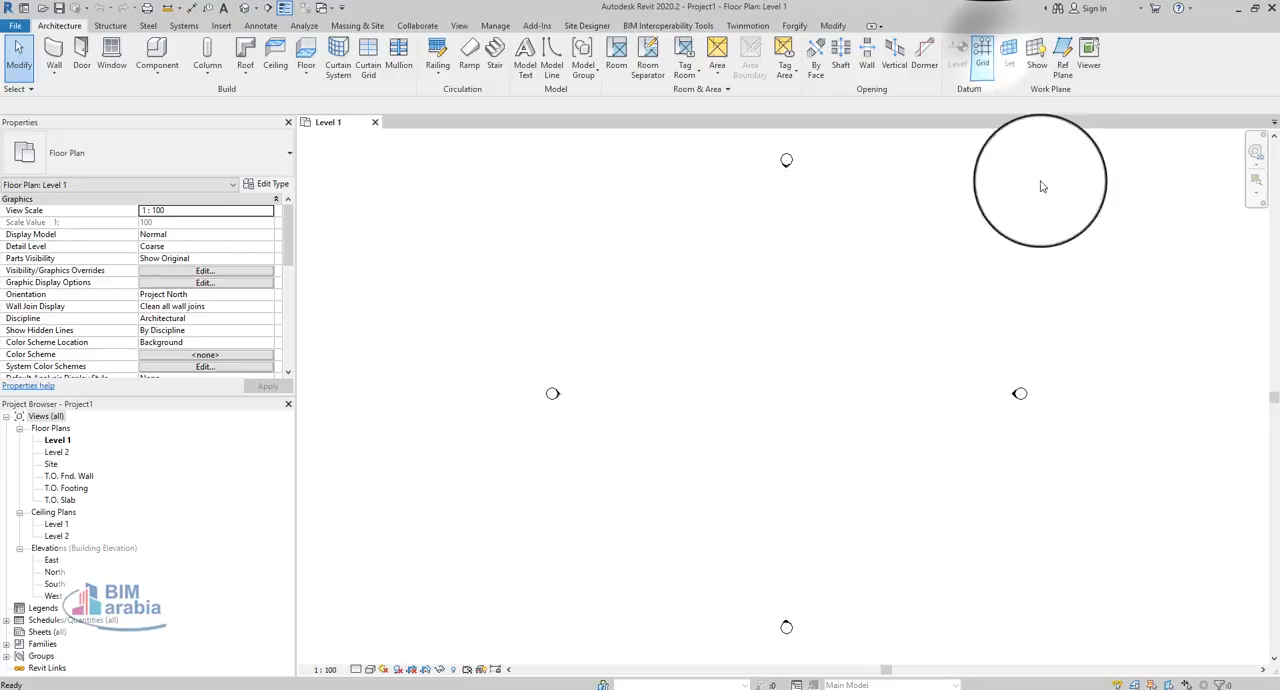 Autodesk Revit 2020.2 - Project1 - Floor Plan: Level 1
Sign In
File Architecture Structure Steel Systems Insert Annotate Analyze Massing & Site Collaborate View Manage Add-Ins Site Designer BIM Interoperability Tools Twinmotion Forgify Modify
Modify Wall Door Window Component Column Roof Ceiling Floor Curtain System Curtain Grid Mullion Railing Ramp Stair Model Text Model Line Model Group Room Room Separator Tag Room Area Area Boundary Tag Area By Face Shaft Wall Vertical Dormer Level Grid Set Show Ref Plane Viewer
Select Build Circulation Model Room & Area Opening Datum Work Plane
Properties
Level 1
Floor Plan
Floor Plan: Level 1 Edit Type
Graphics
View Scale 1 : 100
Scale Value 1: 100
Display Model Normal
Detail Level Coarse
Parts Visibility Show Original
Visibility/Graphics Overrides Edit...
Graphic Display Options Edit...
Orientation Project North
Wall Join Display Clean all wall joins
Discipline Architectural
Show Hidden Lines By Discipline
Color Scheme Location Background
Color Scheme <none>
System Color Schemes Edit...
Properties help Apply
Project Browser - Project1
Views (all)
Floor Plans
Level 1
Level 2
Site
T.O. Fnd. Wall
T.O. Footing
T.O. Slab
Ceiling Plans
Level 1
Level 2
Elevations (Building Elevation)
East
North
South
West
BIM
arabia
Legends
Schedules/Quantities (all)
Sheets (all)
Families
Groups
Revit Links
1 : 100
Ready
:0
Main Model
:0